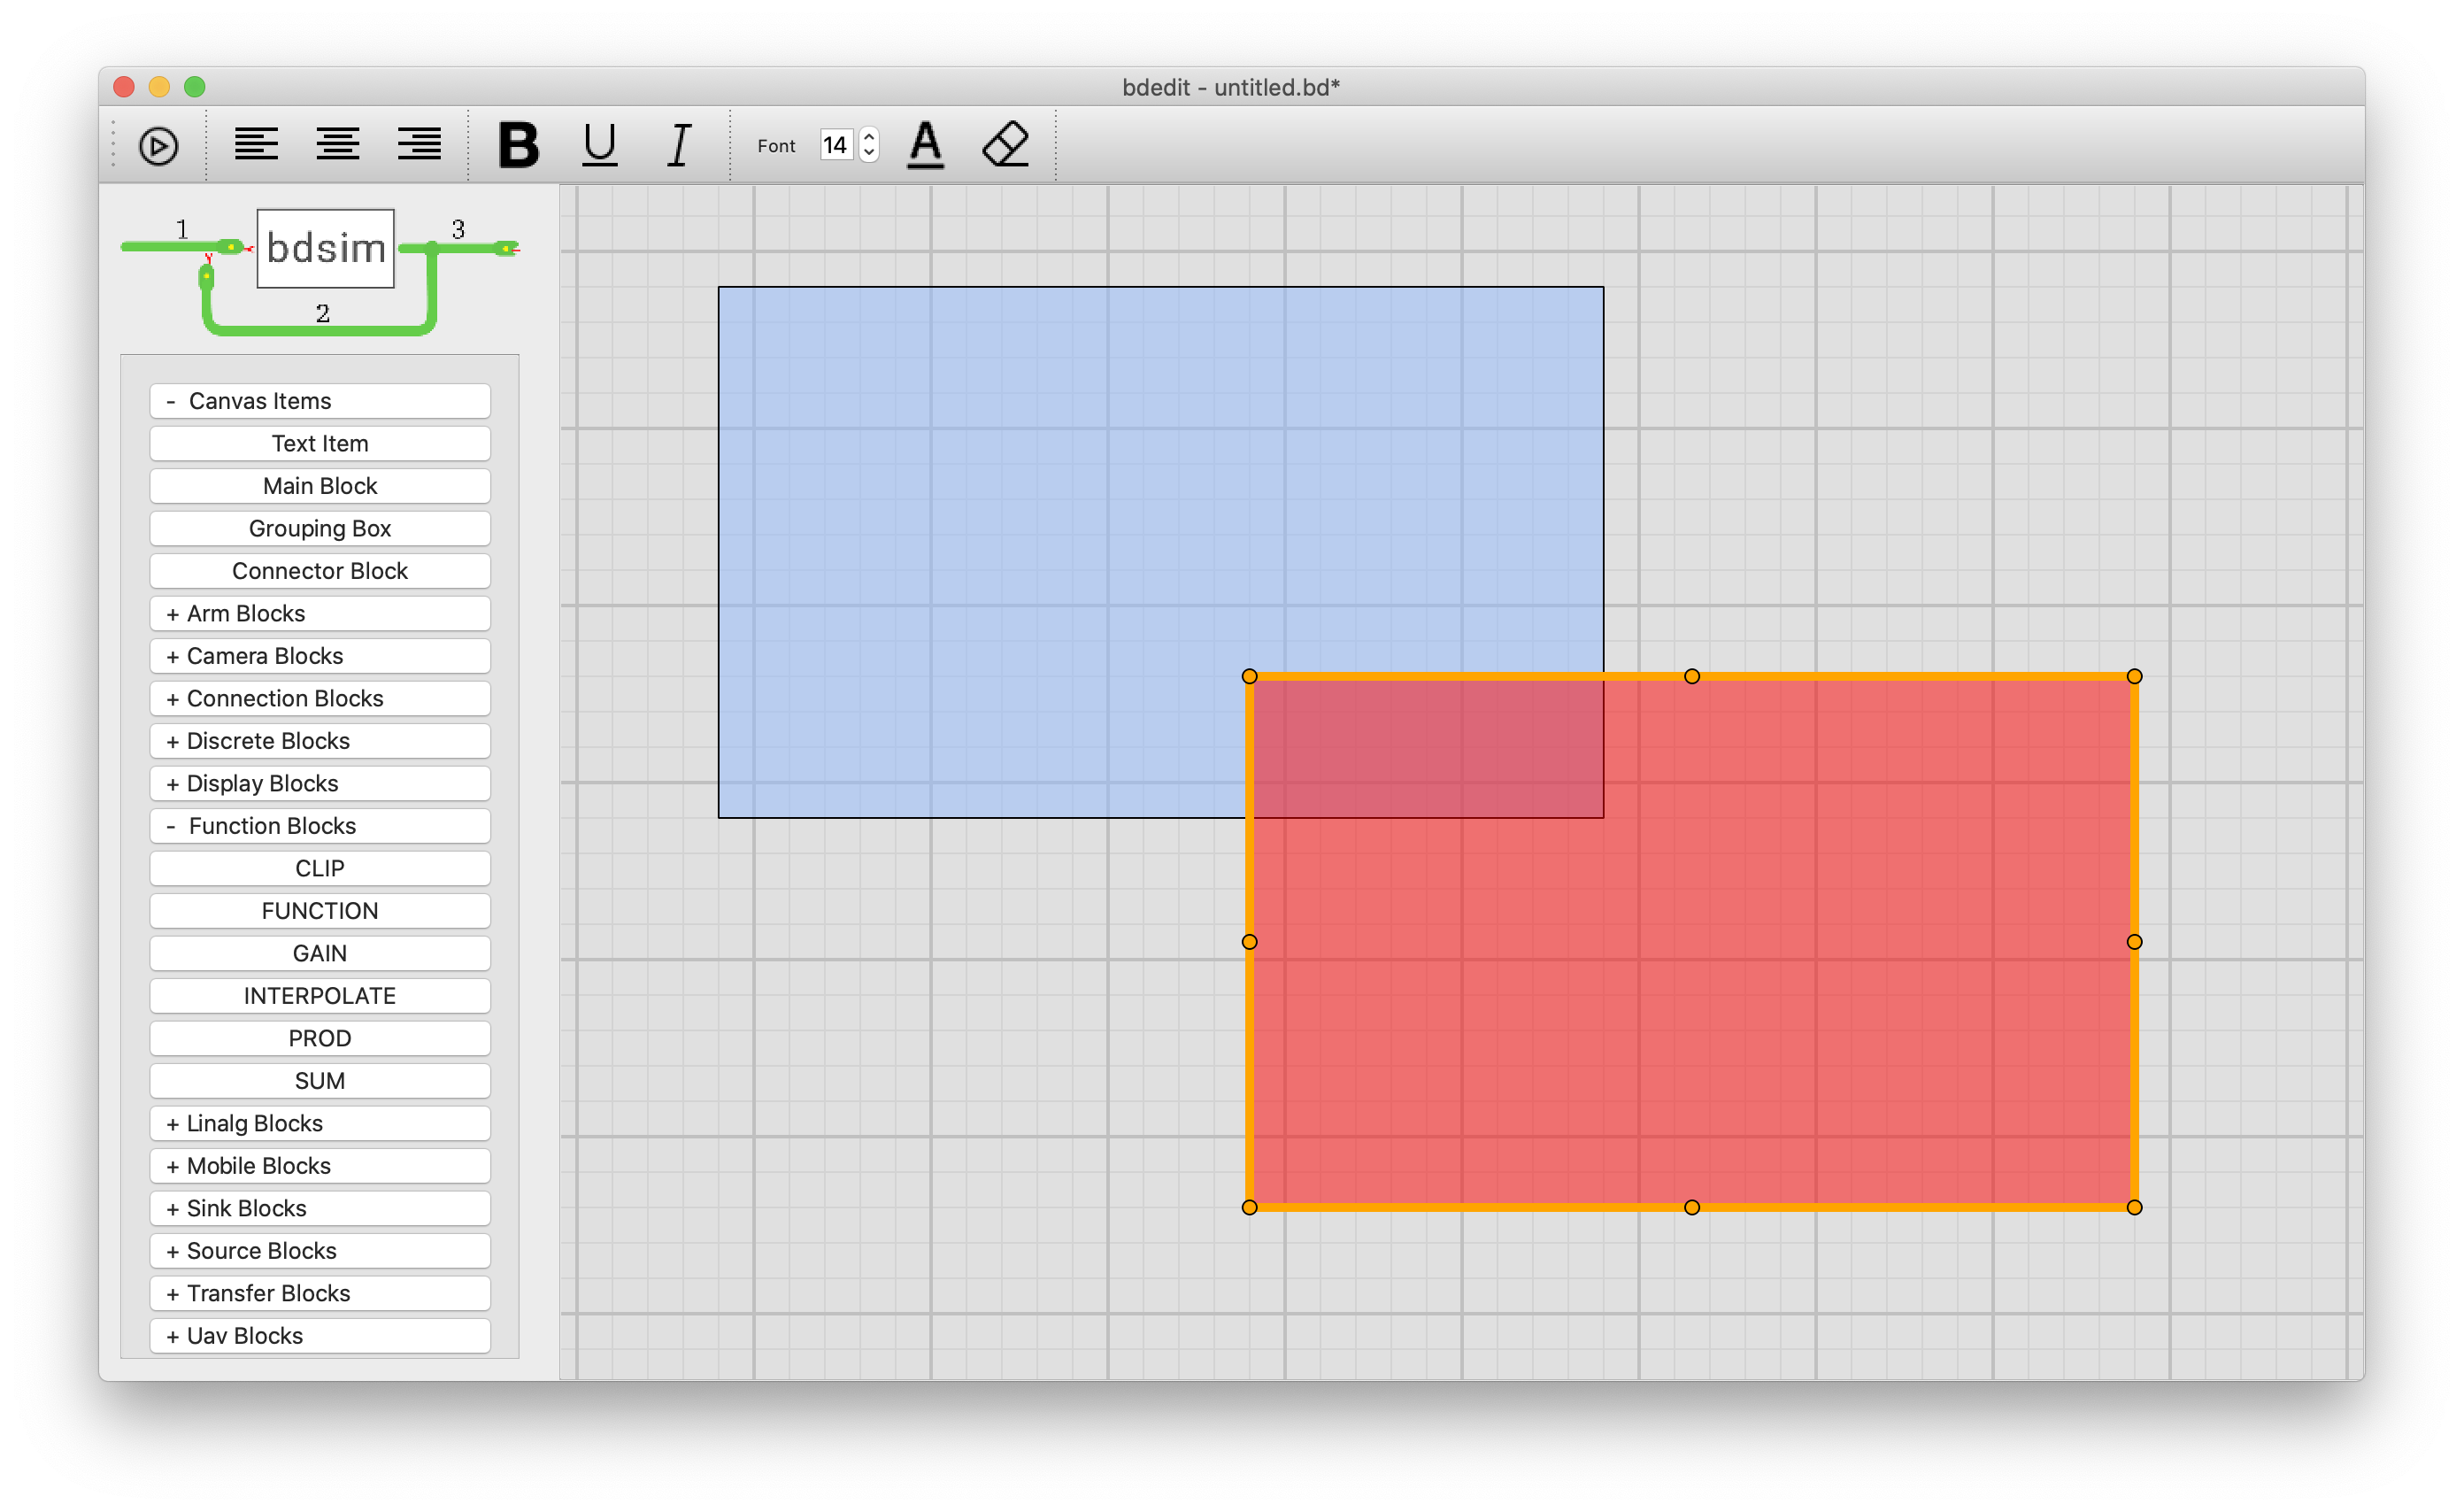 bdedit - untitled.bd*
B U I Font 14 A
1 3
bdsim
2
- Canvas Items
Text Item
Main Block
Grouping Box
Connector Block
+ Arm Blocks
+ Camera Blocks
+ Connection Blocks
+ Discrete Blocks
+ Display Blocks
- Function Blocks
CLIP
FUNCTION
GAIN
INTERPOLATE
PROD
SUM
+ Linalg Blocks
+ Mobile Blocks
+ Sink Blocks
+ Source Blocks
+ Transfer Blocks
+ Uav Blocks